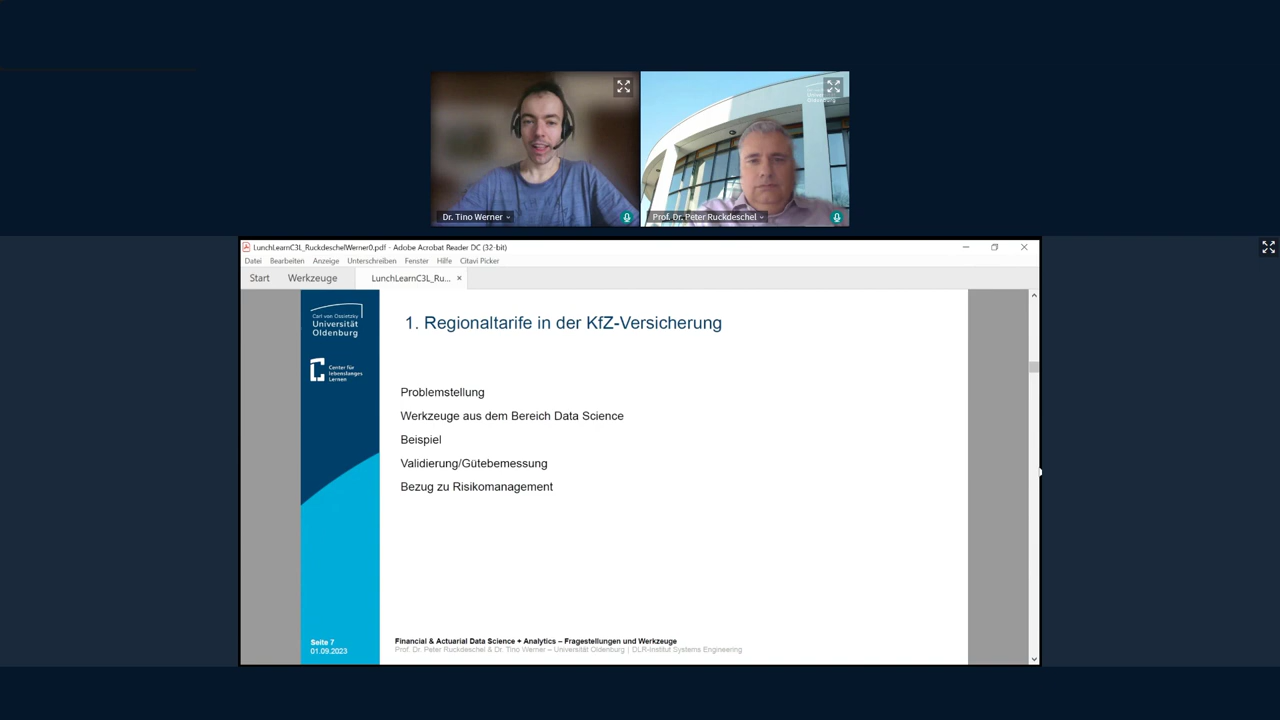 Dr. Tino Werner
Prof. Dr. Peter Ruckdeschel
LunchLearnC3L_RuckdeschelWerner0.pdf - Adobe Acrobat Reader DC (32-bit)
Datei Bearbeiten Anzeige Unterschreiben Fenster Hilfe Citavi Picker
Start Werkzeuge LunchLearnC3L_Ru... ×
Carl von Ossietzky
Universität
Oldenburg
Center für
lebenslanges
Lernen
1. Regionaltarife in der KfZ-Versicherung
Problemstellung
Werkzeuge aus dem Bereich Data Science
Beispiel
Validierung/Gütebemessung
Bezug zu Risikomanagement
Seite 7
01.09.2023
Financial & Actuarial Data Science + Analytics – Fragestellungen und Werkzeuge
Prof. Dr. Peter Ruckdeschel & Dr. Tino Werner – Universität Oldenburg | DLR-Institut Systems Engineering